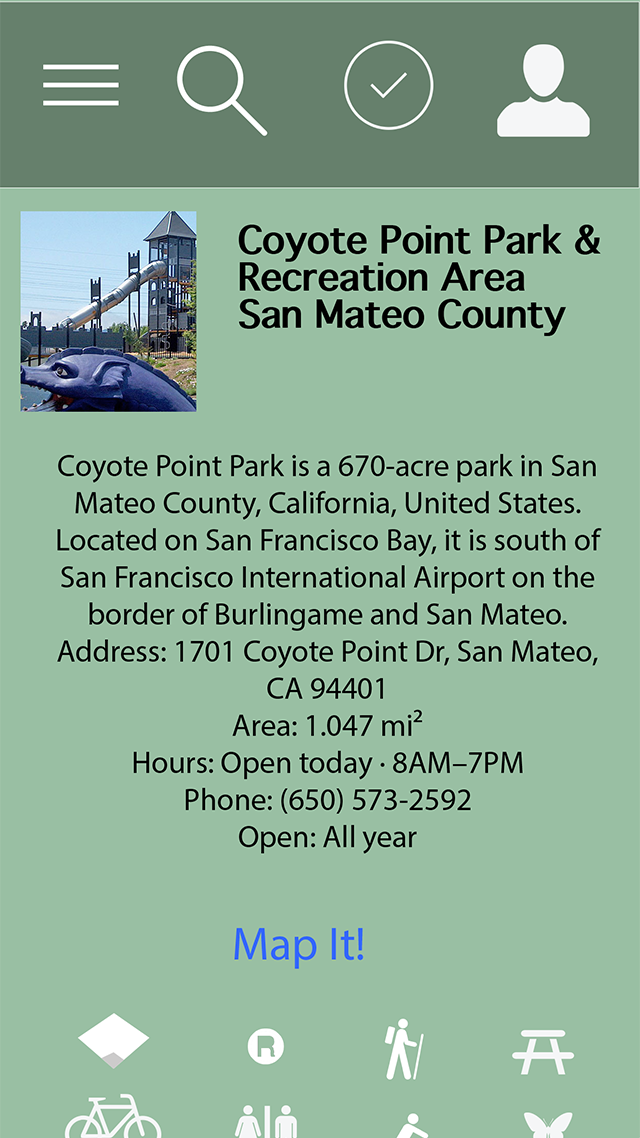 Coyote Point Park &
Recreation Area
San Mateo County
Coyote Point Park is a 670-acre park in San
Mateo County, California, United States.
Located on San Francisco Bay, it is south of
San Francisco International Airport on the
border of Burlingame and San Mateo.
Address: 1701 Coyote Point Dr, San Mateo,
CA 94401
Area: 1.047 mi²
Hours: Open today · 8AM–7PM
Phone: (650) 573-2592
Open: All year
Map It!
R